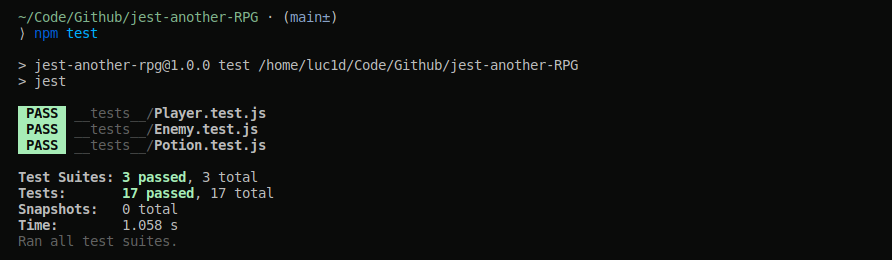 ~/Code/Github/jest-another-RPG · (main±)
⟩ npm test
> jest-another-rpg@1.0.0 test /home/luc1d/Code/Github/jest-another-RPG
> jest
PASS __tests__/Player.test.js
PASS __tests__/Enemy.test.js
PASS __tests__/Potion.test.js
Test Suites: 3 passed, 3 total
Tests:       17 passed, 17 total
Snapshots:   0 total
Time:        1.058 s
Ran all test suites.